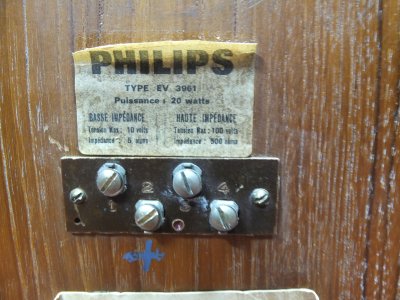 PHILIPS
TYPE EV 3961
Puissance : 20 watts
BASSE IMPÉDANCE HAUTE IMPÉDANCE
Tension Max : 10 volts Tension Max : 100 volts
Impédance : 5 ohms Impédance : 500 ohms
2 4
1 3